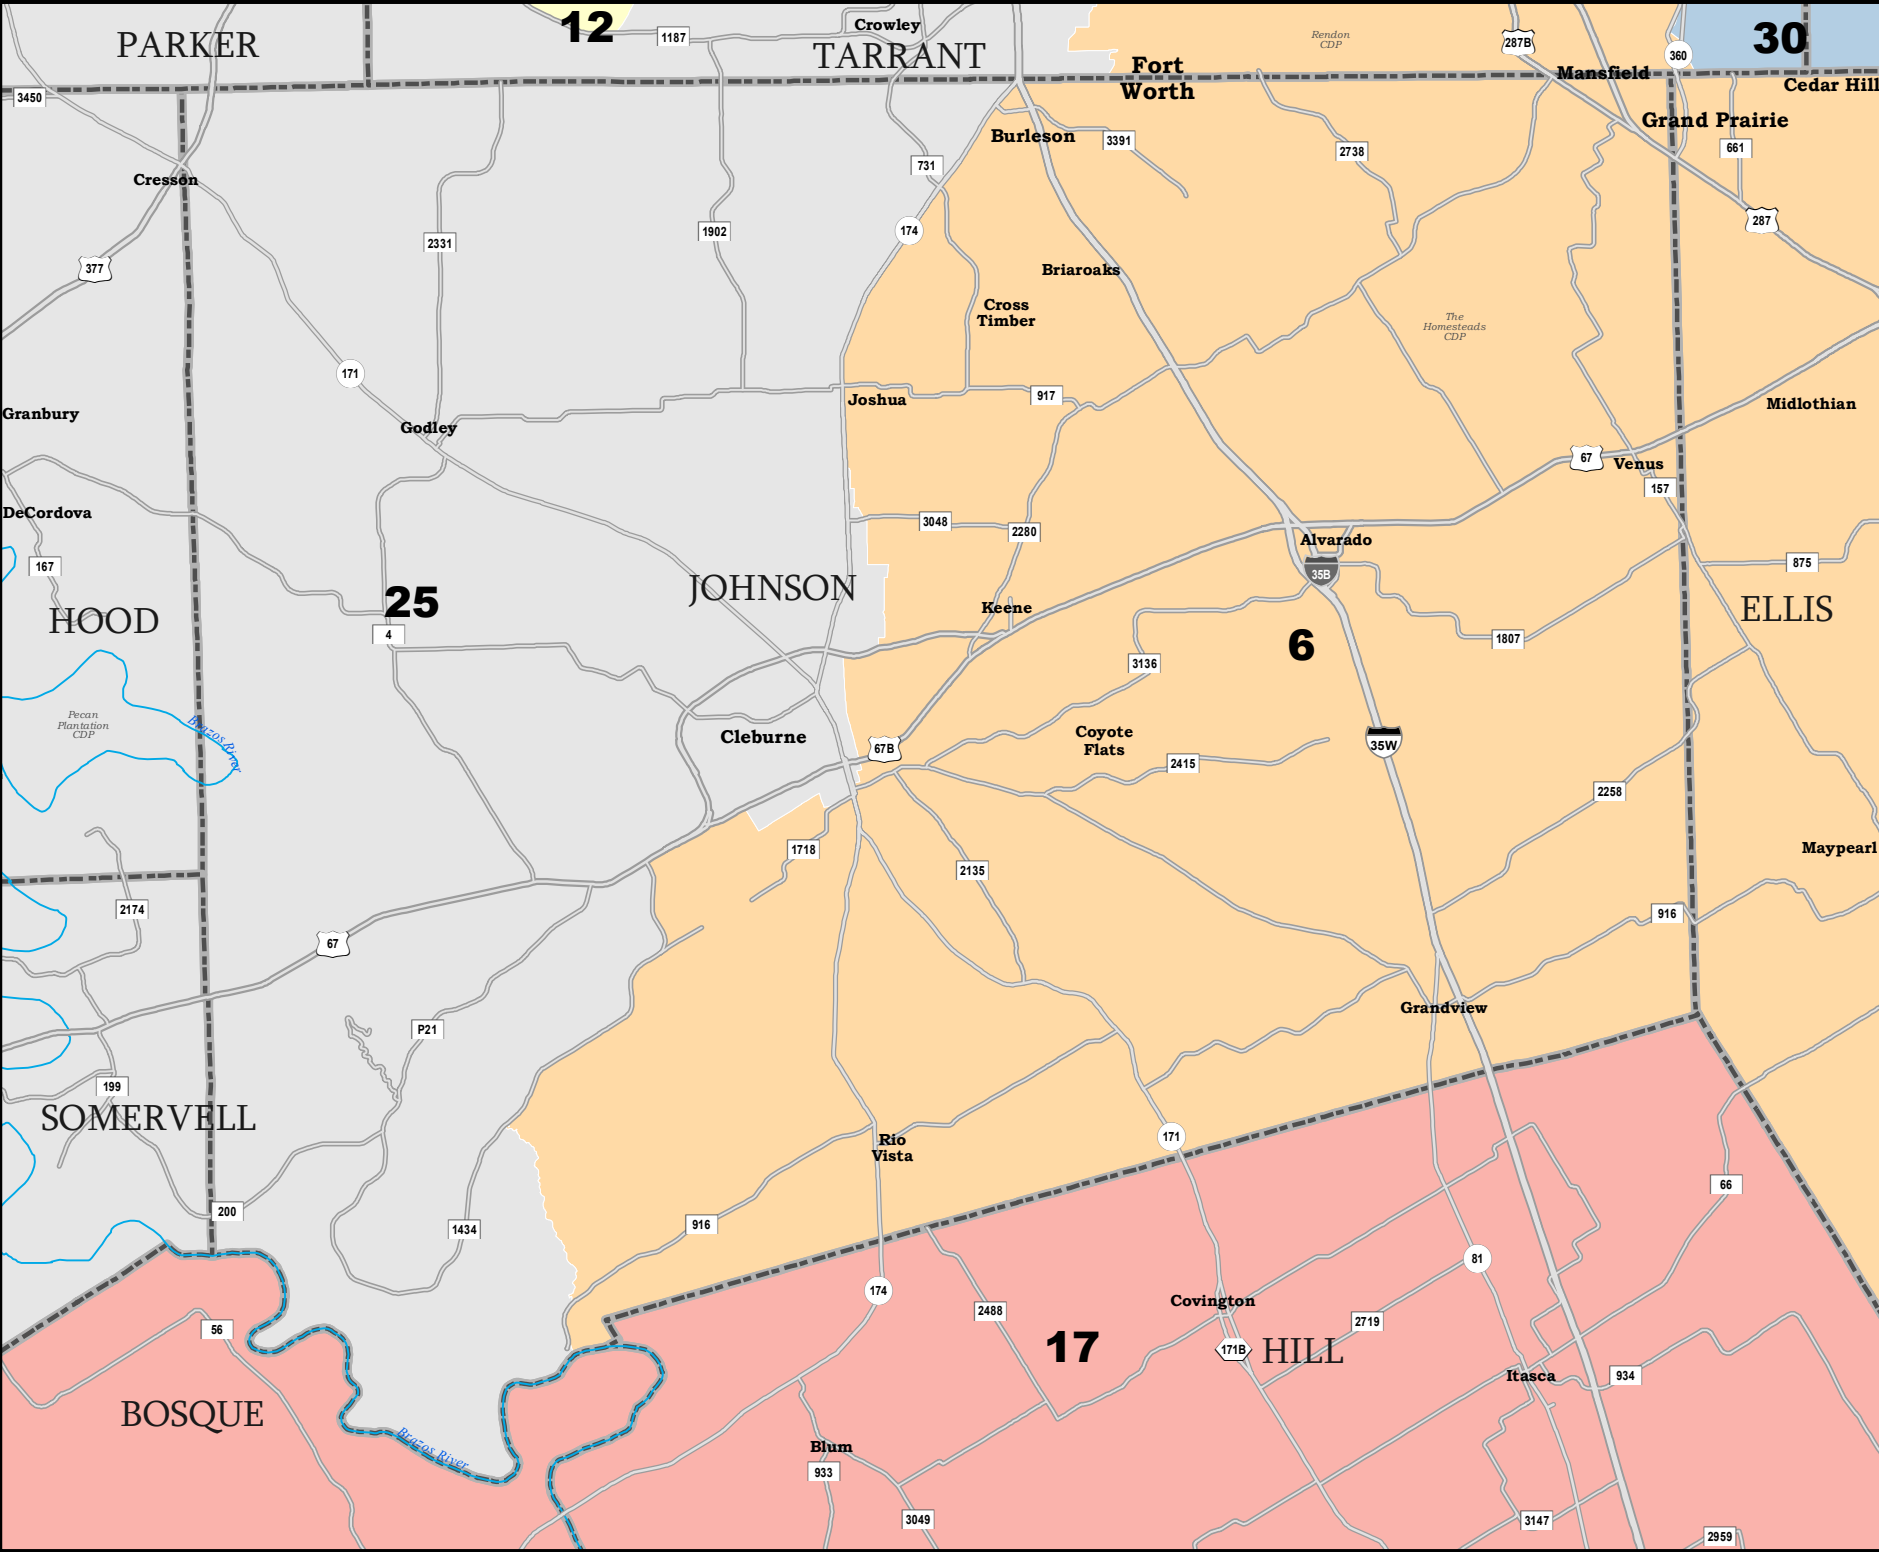 12
30
PARKER
1187
Crowley
TARRANT
Rendon
CDP
287B
360
Fort
Worth
Mansfield
Cedar Hill
3450
Burleson
3391
2738
Grand Prairie
661
Cresson
731
377
2331
1902
174
287
Briaroaks
Cross
Timber
The
Homesteads
CDP
171
Granbury
Godley
Joshua
917
Midlothian
67
Venus
157
DeCordova
3048
2280
Alvarado
35B
875
167
HOOD
25
4
JOHNSON
Keene
6
1807
ELLIS
3136
Pecan
Plantation
CDP
Brazos River
Cleburne
67B
Coyote
Flats
2415
35W
2258
1718
2135
Maypearl
2174
67
916
P21
Grandview
199
SOMERVELL
Rio
Vista
171
66
200
1434
916
81
174
2488
Covington
2719
56
17
171B
HILL
Itasca
934
BOSQUE
Brazos River
Blum
933
3049
3147
2959